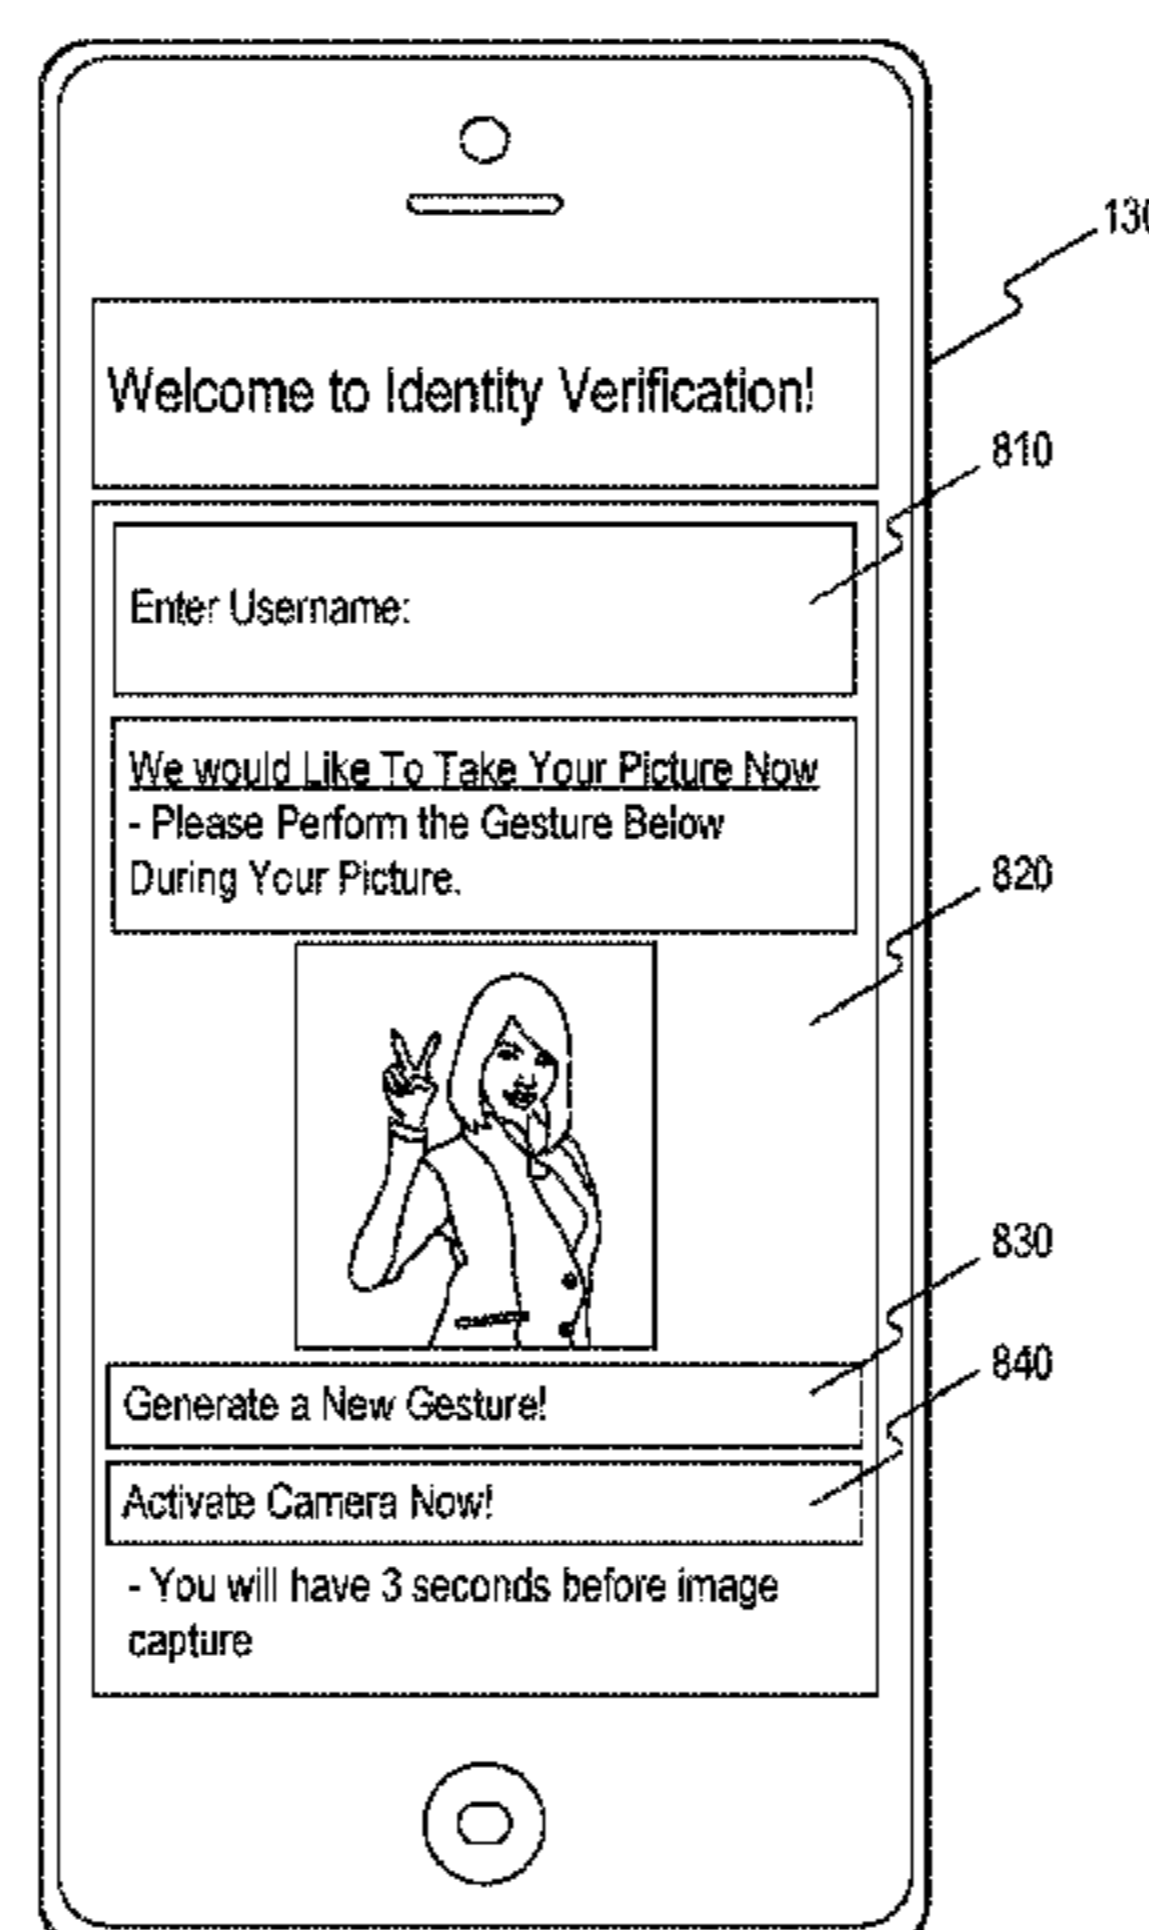 130
Welcome to Identity Verification!
810
Enter Username:
We would Like To Take Your Picture Now
- Please Perform the Gesture Below
During Your Picture.
820
830
Generate a New Gesture!
840
Activate Camera Now!
- You will have 3 seconds before image
capture